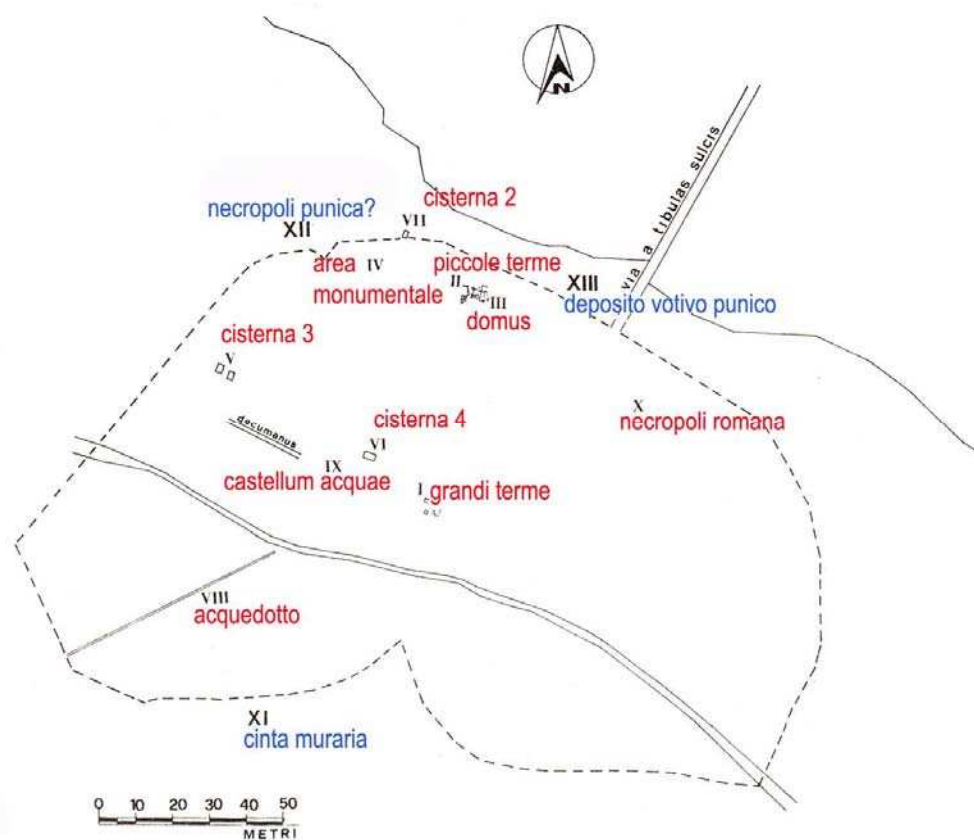 N
via a tibulas sulcis
cisterna 2
necropoli punica?
VII
XII
area IV
piccole terme
monumentale
II
XIII
III
deposito votivo punico
domus
cisterna 3
V
X
necropoli romana
decumanus
cisterna 4
VI
IX
castellum acquae
I
grandi terme
VIII
acquedotto
XI
cinta muraria
0 10 20 30 40 50
METRI